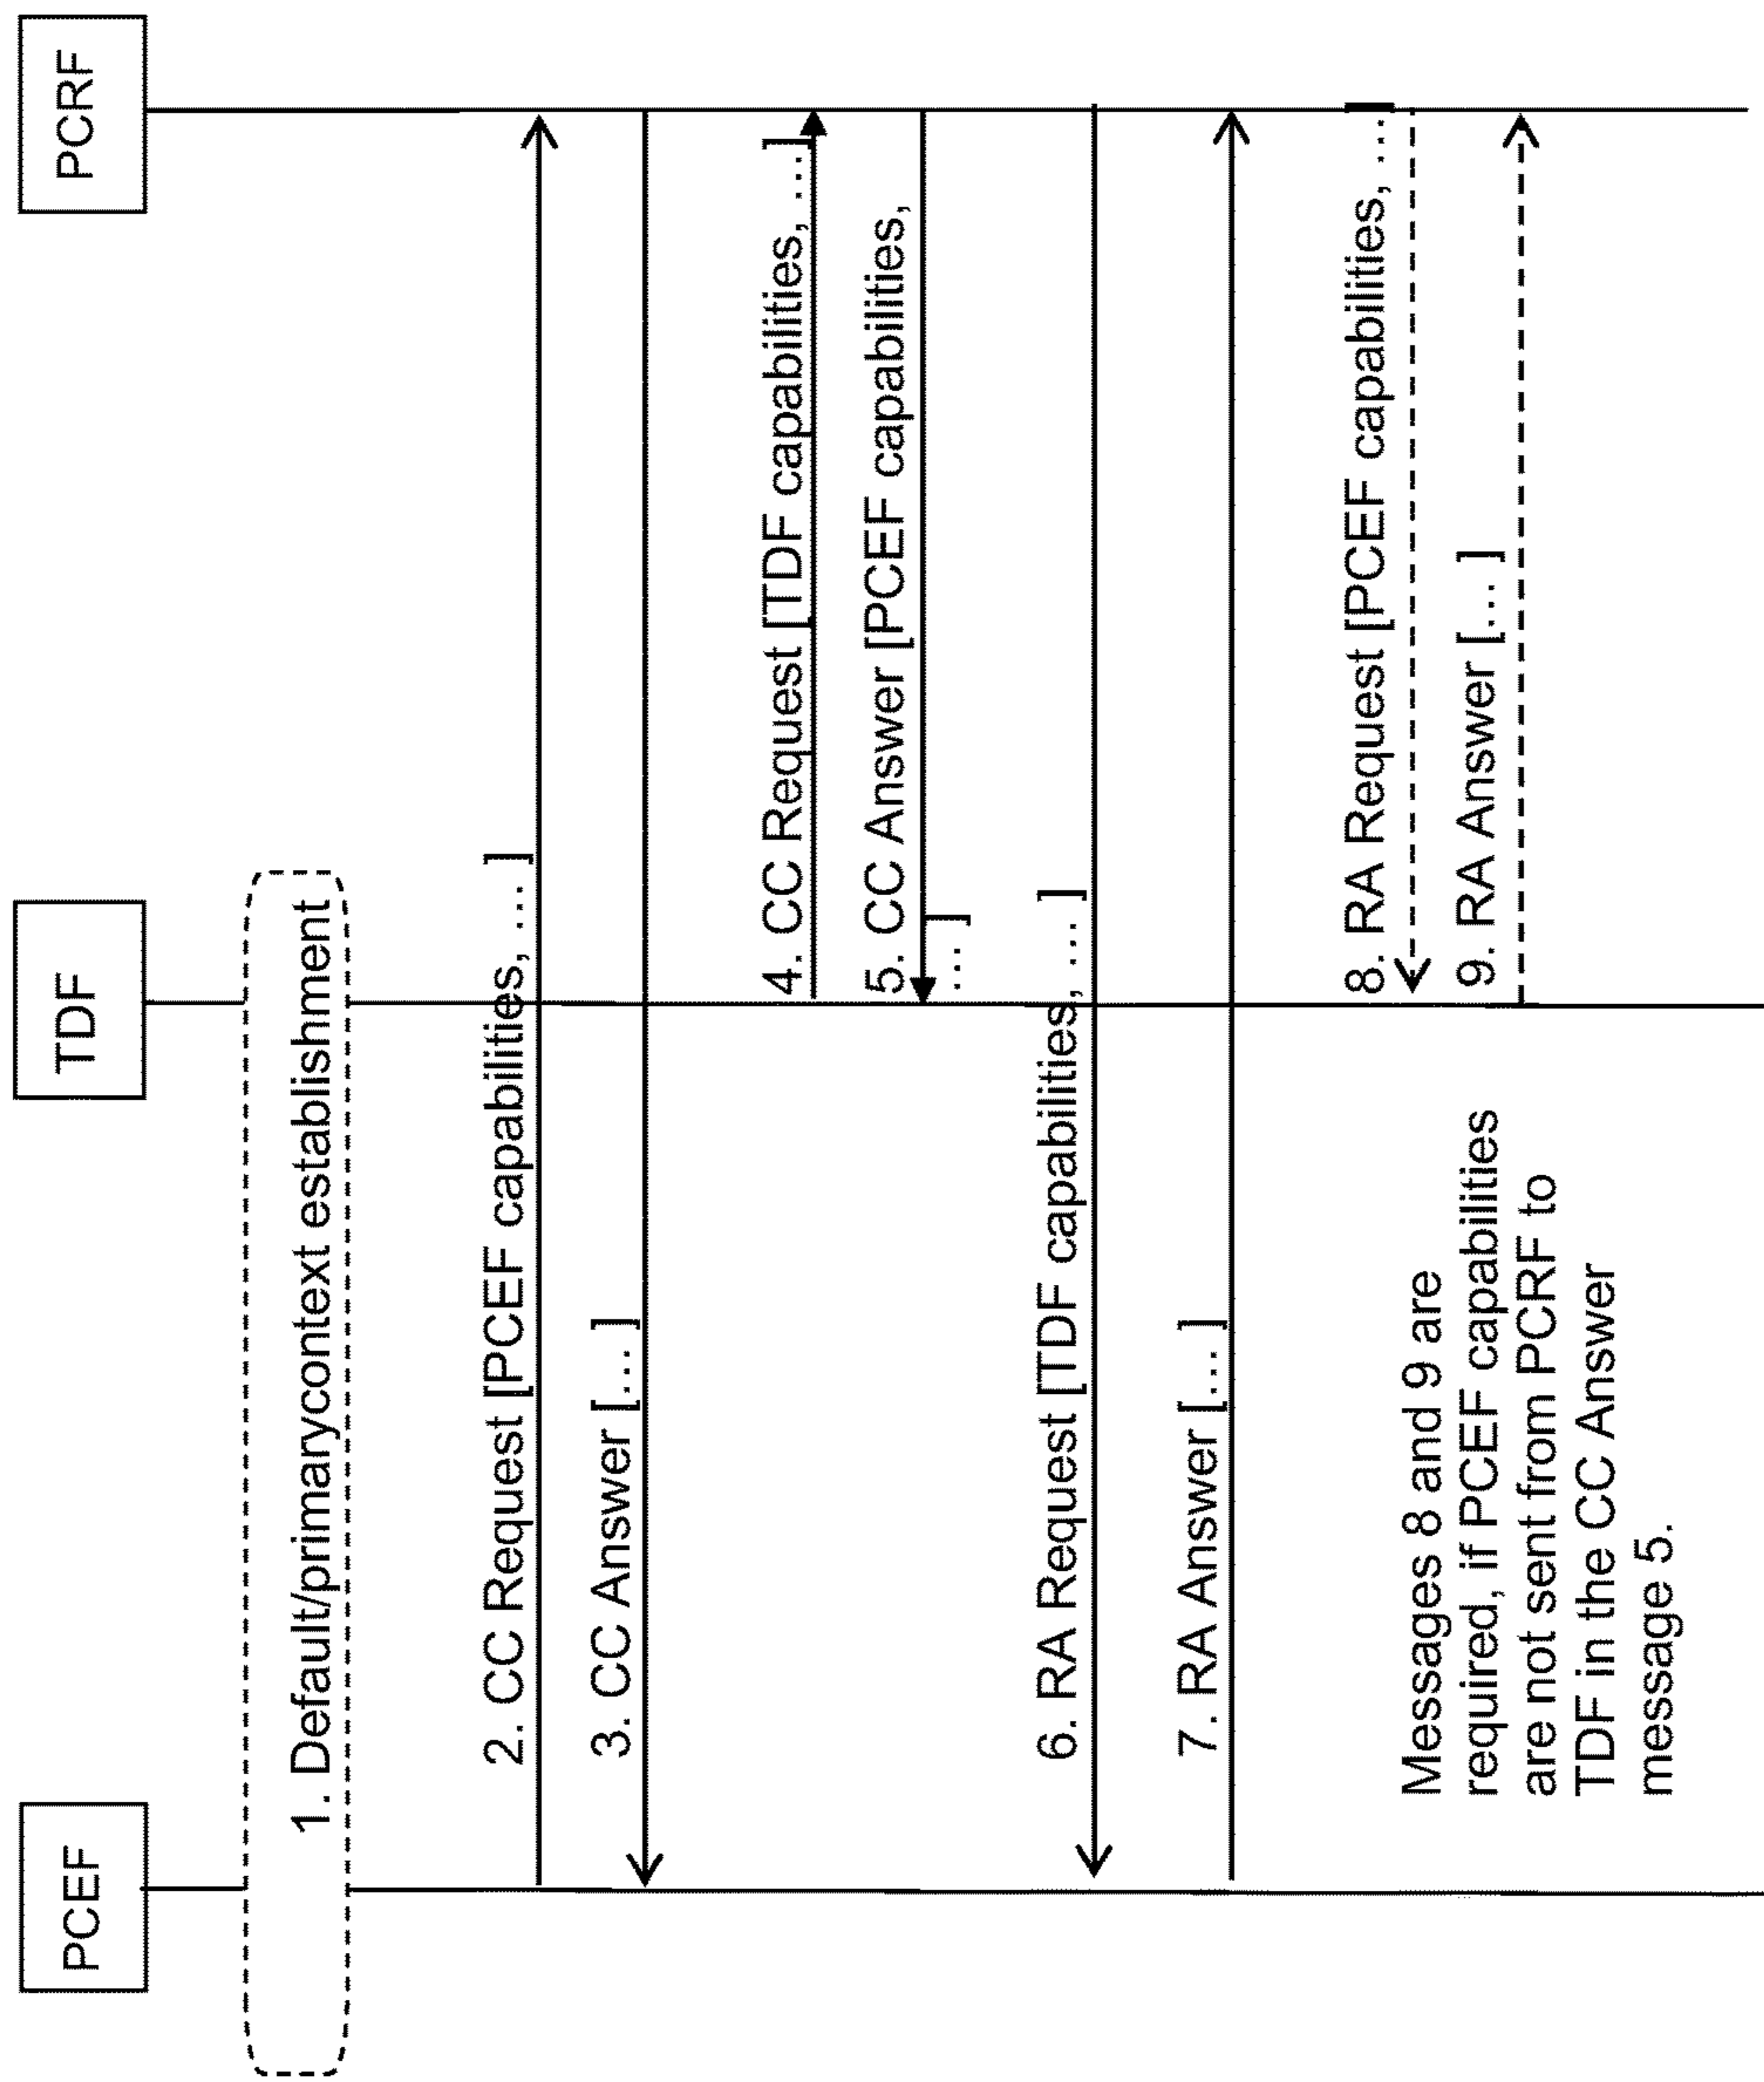 PCEF
TDF
PCRF
1. Default/primarycontext establishment
2. CC Request [PCEF capabilities, ... ]
3. CC Answer [... ]
4. CC Request [TDF capabilities, ... ]
5. CC Answer [PCEF capabilities,
... ]
6. RA Request [TDF capabilities, ... ]
7. RA Answer [... ]
8. RA Request [PCEF capabilities, ... ]
9. RA Answer [... ]
Messages 8 and 9 are
required, if PCEF capabilities
are not sent from PCRF to
TDF in the CC Answer
message 5.